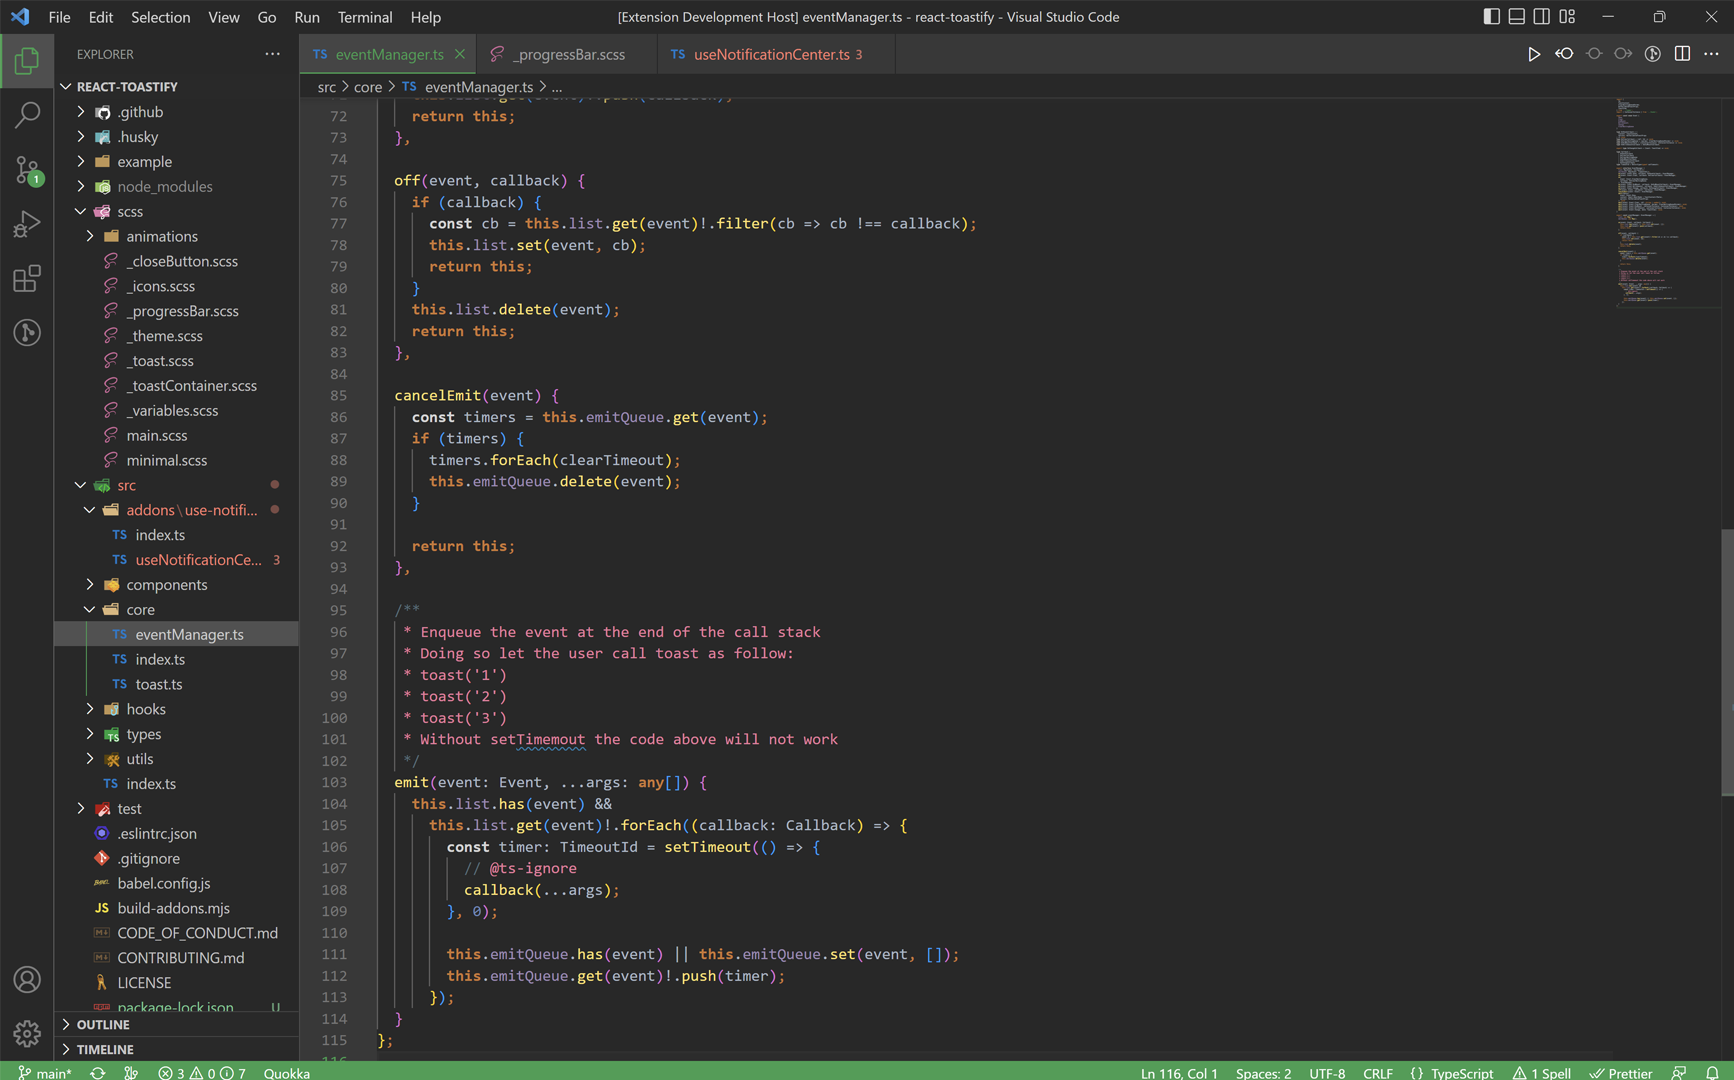 File Edit Selection View Go Run Terminal Help
[Extension Development Host] eventManager.ts - react-toastify - Visual Studio Code
EXPLORER
REACT-TOASTIFY
.github
.husky
example
node_modules
scss
animations
_closeButton.scss
_icons.scss
_progressBar.scss
_theme.scss
_toast.scss
_toastContainer.scss
_variables.scss
main.scss
minimal.scss
src
addons\use-notifi...
TS index.ts
TS useNotificationCe... 3
components
core
TS eventManager.ts
TS index.ts
TS toast.ts
hooks
types
utils
TS index.ts
test
.eslintrc.json
.gitignore
babel.config.js
JS build-addons.mjs
CODE_OF_CONDUCT.md
CONTRIBUTING.md
LICENSE
package-lock.json U
OUTLINE
TIMELINE
1
TS eventManager.ts
_progressBar.scss
TS useNotificationCenter.ts 3
src > core > TS eventManager.ts > ...
72 return this;
73 },
74
75 off(event, callback) {
76 if (callback) {
77 const cb = this.list.get(event)!.filter(cb => cb !== callback);
78 this.list.set(event, cb);
79 return this;
80 }
81 this.list.delete(event);
82 return this;
83 },
84
85 cancelEmit(event) {
86 const timers = this.emitQueue.get(event);
87 if (timers) {
88 timers.forEach(clearTimeout);
89 this.emitQueue.delete(event);
90 }
91
92 return this;
93 },
94
95 /**
96 * Enqueue the event at the end of the call stack
97 * Doing so let the user call toast as follow:
98 * toast('1')
99 * toast('2')
100 * toast('3')
101 * Without setTimemout the code above will not work
102 */
103 emit(event: Event, ...args: any[]) {
104 this.list.has(event) &&
105 this.list.get(event)!.forEach((callback: Callback) => {
106 const timer: TimeoutId = setTimeout(() => {
107 // @ts-ignore
108 callback(...args);
109 }, 0);
110
111 this.emitQueue.has(event) || this.emitQueue.set(event, []);
112 this.emitQueue.get(event)!.push(timer);
113 });
114 }
115 };
116
main* 3 0 7 Quokka
Ln 116, Col 1 Spaces: 2 UTF-8 CRLF {} TypeScript 1 Spell Prettier